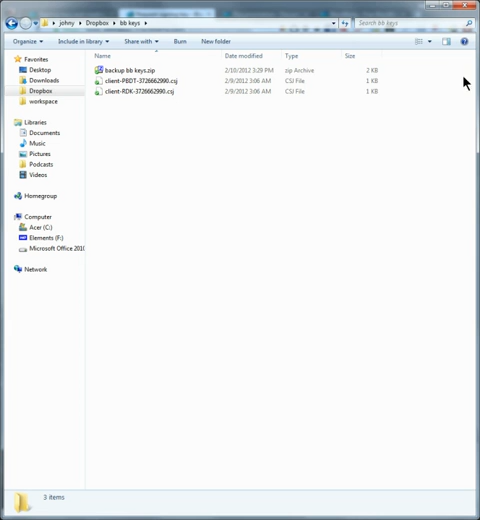 johny ▸ Dropbox ▸ bb keys ▸ Search bb keys
Organize ▾ Include in library ▾ Share with ▾ Burn New folder
Name Date modified Type Size
Favorites
Desktop
Downloads
Dropbox
workspace
Libraries
Documents
Music
Pictures
Podcasts
Videos
Homegroup
Computer
Acer (C:)
Elements (F:)
Microsoft Office 2010
Network
backup bb keys.zip 2/10/2012 3:29 PM zip Archive 2 KB
client-PBDT-3726662990.csj 2/9/2012 3:06 AM CSJ File 1 KB
client-RDK-3726662990.csj 2/9/2012 3:06 AM CSJ File 1 KB
3 items